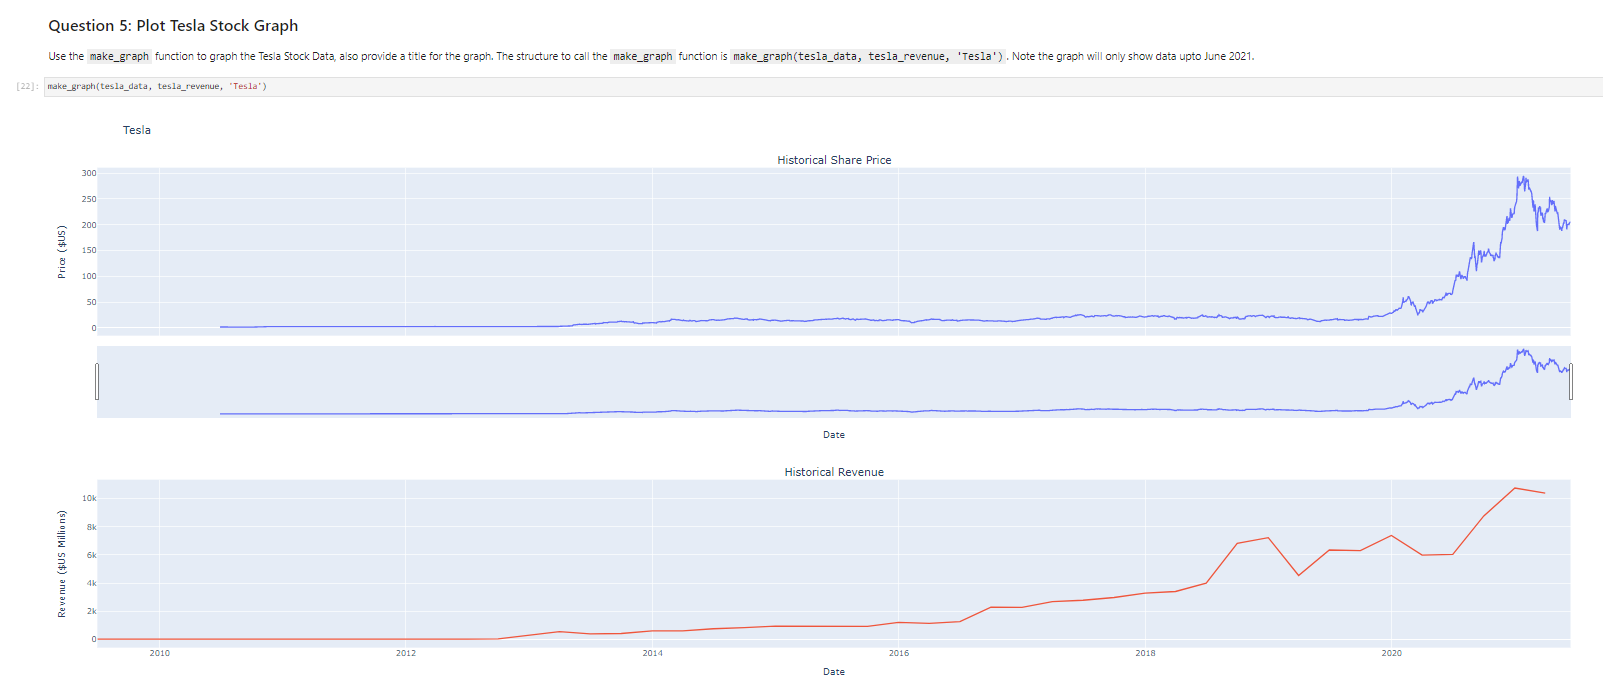 Question 5: Plot Tesla Stock Graph
Use the make_graph function to graph the Tesla Stock Data, also provide a title for the graph. The structure to call the make_graph function is make_graph(tesla_data, tesla_revenue, 'Tesla') . Note the graph will only show data upto June 2021.
[22]: make_graph(tesla_data, tesla_revenue, 'Tesla')
Tesla
Historical Share Price
300
250
200
150
100
50
0
Price ($US)
Date
Historical Revenue
10k
8k
6k
4k
2k
0
Revenue ($US Millions)
2010 2012 2014 2016 2018 2020
Date